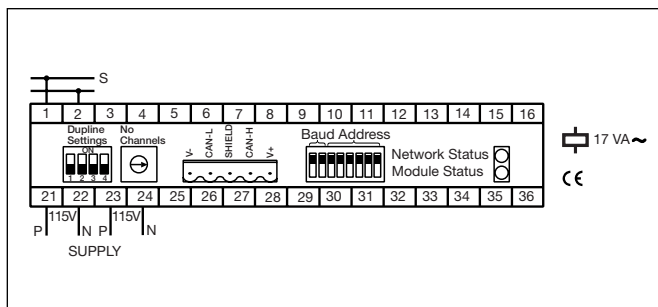 S
1 2 3 4 5 6 7 8 9 10 11 12 13 14 15 16
Dupline Settings
ON
1 2 3 4
No Channels
V-
CAN-L
SHIELD
CAN-H
V+
Baud Address
Network Status
Module Status
17 VA ~
CE
21 22 23 24 25 26 27 28 29 30 31 32 33 34 35 36
115V 115V
P N P N
SUPPLY